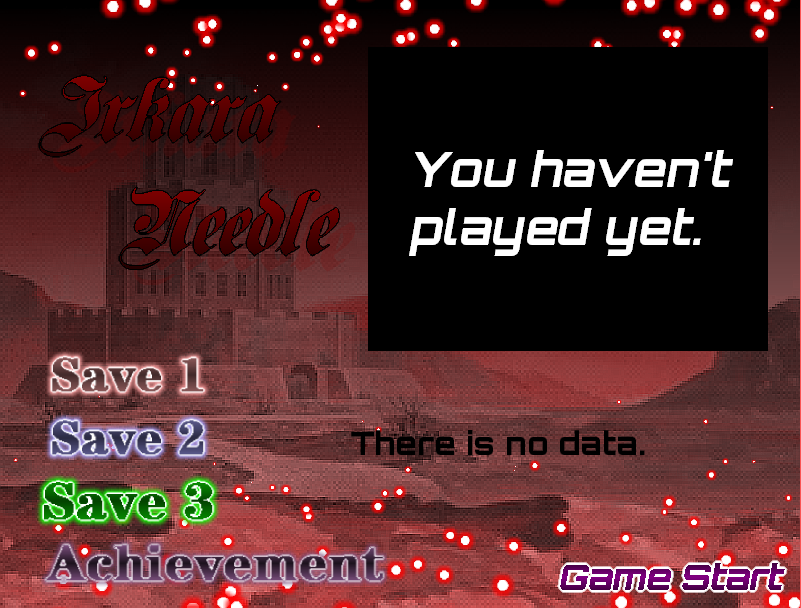 Irkara
Needle
You haven't
played yet.
Save 1
Save 2
There is no data.
Save 3
Achievement
Game Start